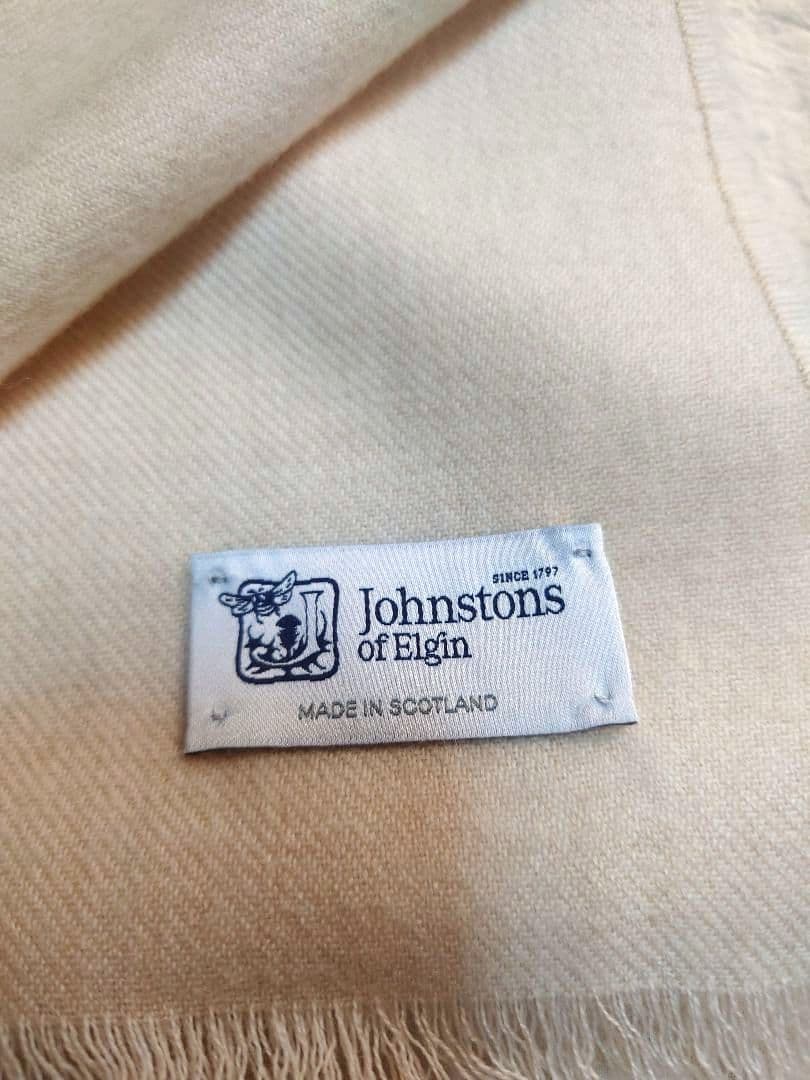 SINCE 1797
Johnstons
of Elgin
MADE IN SCOTLAND